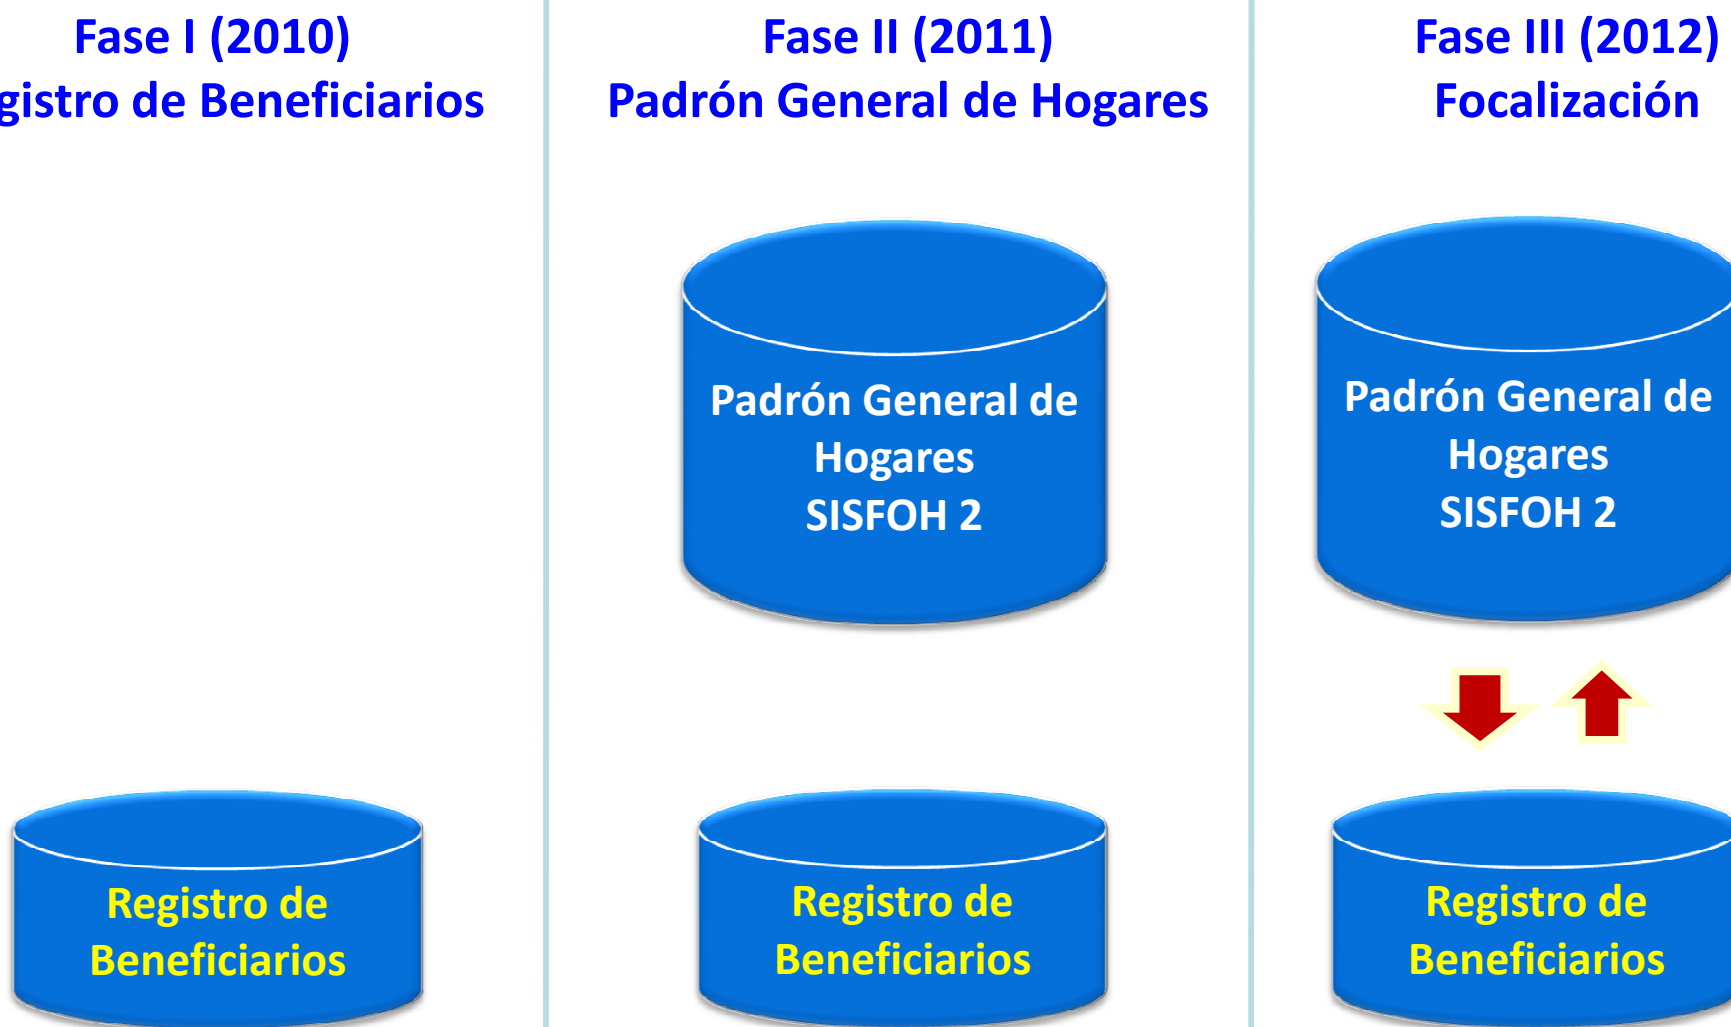 Fase I (2010)
gistro de Beneficiarios
Fase II (2011)
Padrón General de Hogares
Fase III (2012)
Focalización
Padrón General de
Hogares
SISFOH 2
Padrón General de
Hogares
SISFOH 2
Registro de
Beneficiarios
Registro de
Beneficiarios
Registro de
Beneficiarios